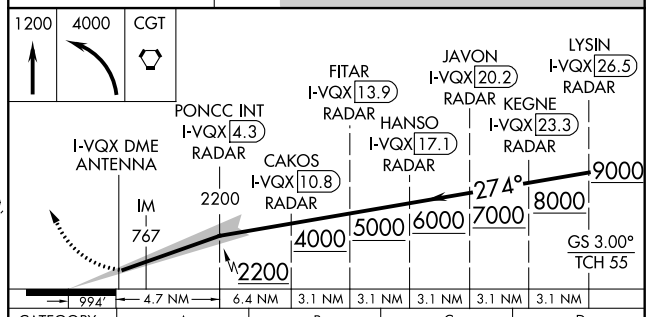 1200 4000 CGT
LYSIN
I-VQX 26.5
RADAR
JAVON
I-VQX 20.2
RADAR
FITAR
I-VQX 13.9
RADAR
KEGNE
I-VQX 23.3
RADAR
PONCC INT
I-VQX 4.3
RADAR
HANSO
I-VQX 17.1
RADAR
I-VQX DME
ANTENNA
CAKOS
I-VQX 10.8
RADAR
IM
767
2200
2200
4000
5000
6000
7000
8000
9000
274°
GS 3.00°
TCH 55
994' 4.7 NM 6.4 NM 3.1 NM 3.1 NM 3.1 NM 3.1 NM 3.1 NM